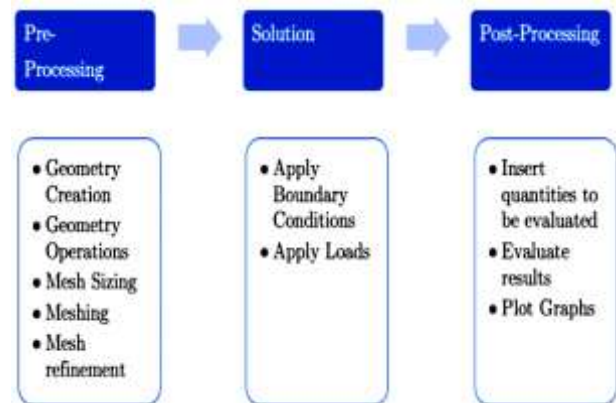 Pre-
Processing
Solution
Post-Processing
• Geometry
Creation
• Geometry
Operations
• Mesh Sizing
• Meshing
• Mesh
refinement
• Apply
Boundary
Conditions
• Apply Loads
• Insert
quantities to
be evaluated
• Evaluate
results
• Plot Graphs